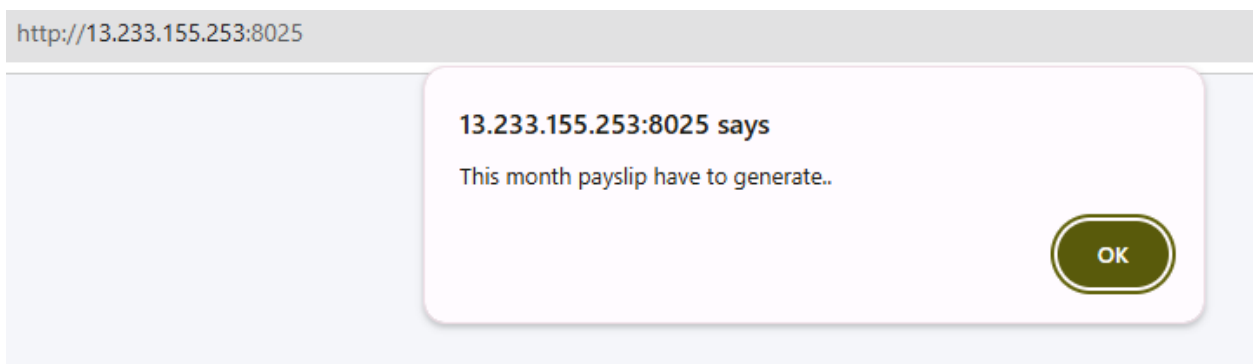 http://13.233.155.253:8025
13.233.155.253:8025 says
This month payslip have to generate..
OK